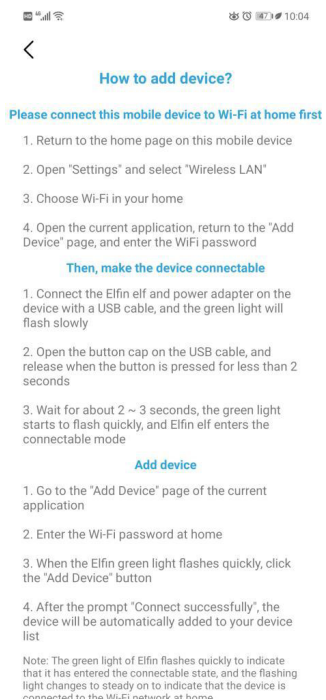 10:04
How to add device?
Please connect this mobile device to Wi-Fi at home first
1. Return to the home page on this mobile device
2. Open "Settings" and select "Wireless LAN"
3. Choose Wi-Fi in your home
4. Open the current application, return to the "Add
Device" page, and enter the WiFi password
Then, make the device connectable
1. Connect the Elfin elf and power adapter on the
device with a USB cable, and the green light will
flash slowly
2. Open the button cap on the USB cable, and
release when the button is pressed for less than 2
seconds
3. Wait for about 2 ~ 3 seconds, the green light
starts to flash quickly, and Elfin elf enters the
connectable mode
Add device
1. Go to the "Add Device" page of the current
application
2. Enter the Wi-Fi password at home
3. When the Elfin green light flashes quickly, click
the "Add Device" button
4. After the prompt "Connect successfully", the
device will be automatically added to your device
list
Note: The green light of Elfin flashes quickly to indicate
that it has entered the connectable state, and the flashing
light changes to steady on to indicate that the device is
connected to the Wi-Fi network at home